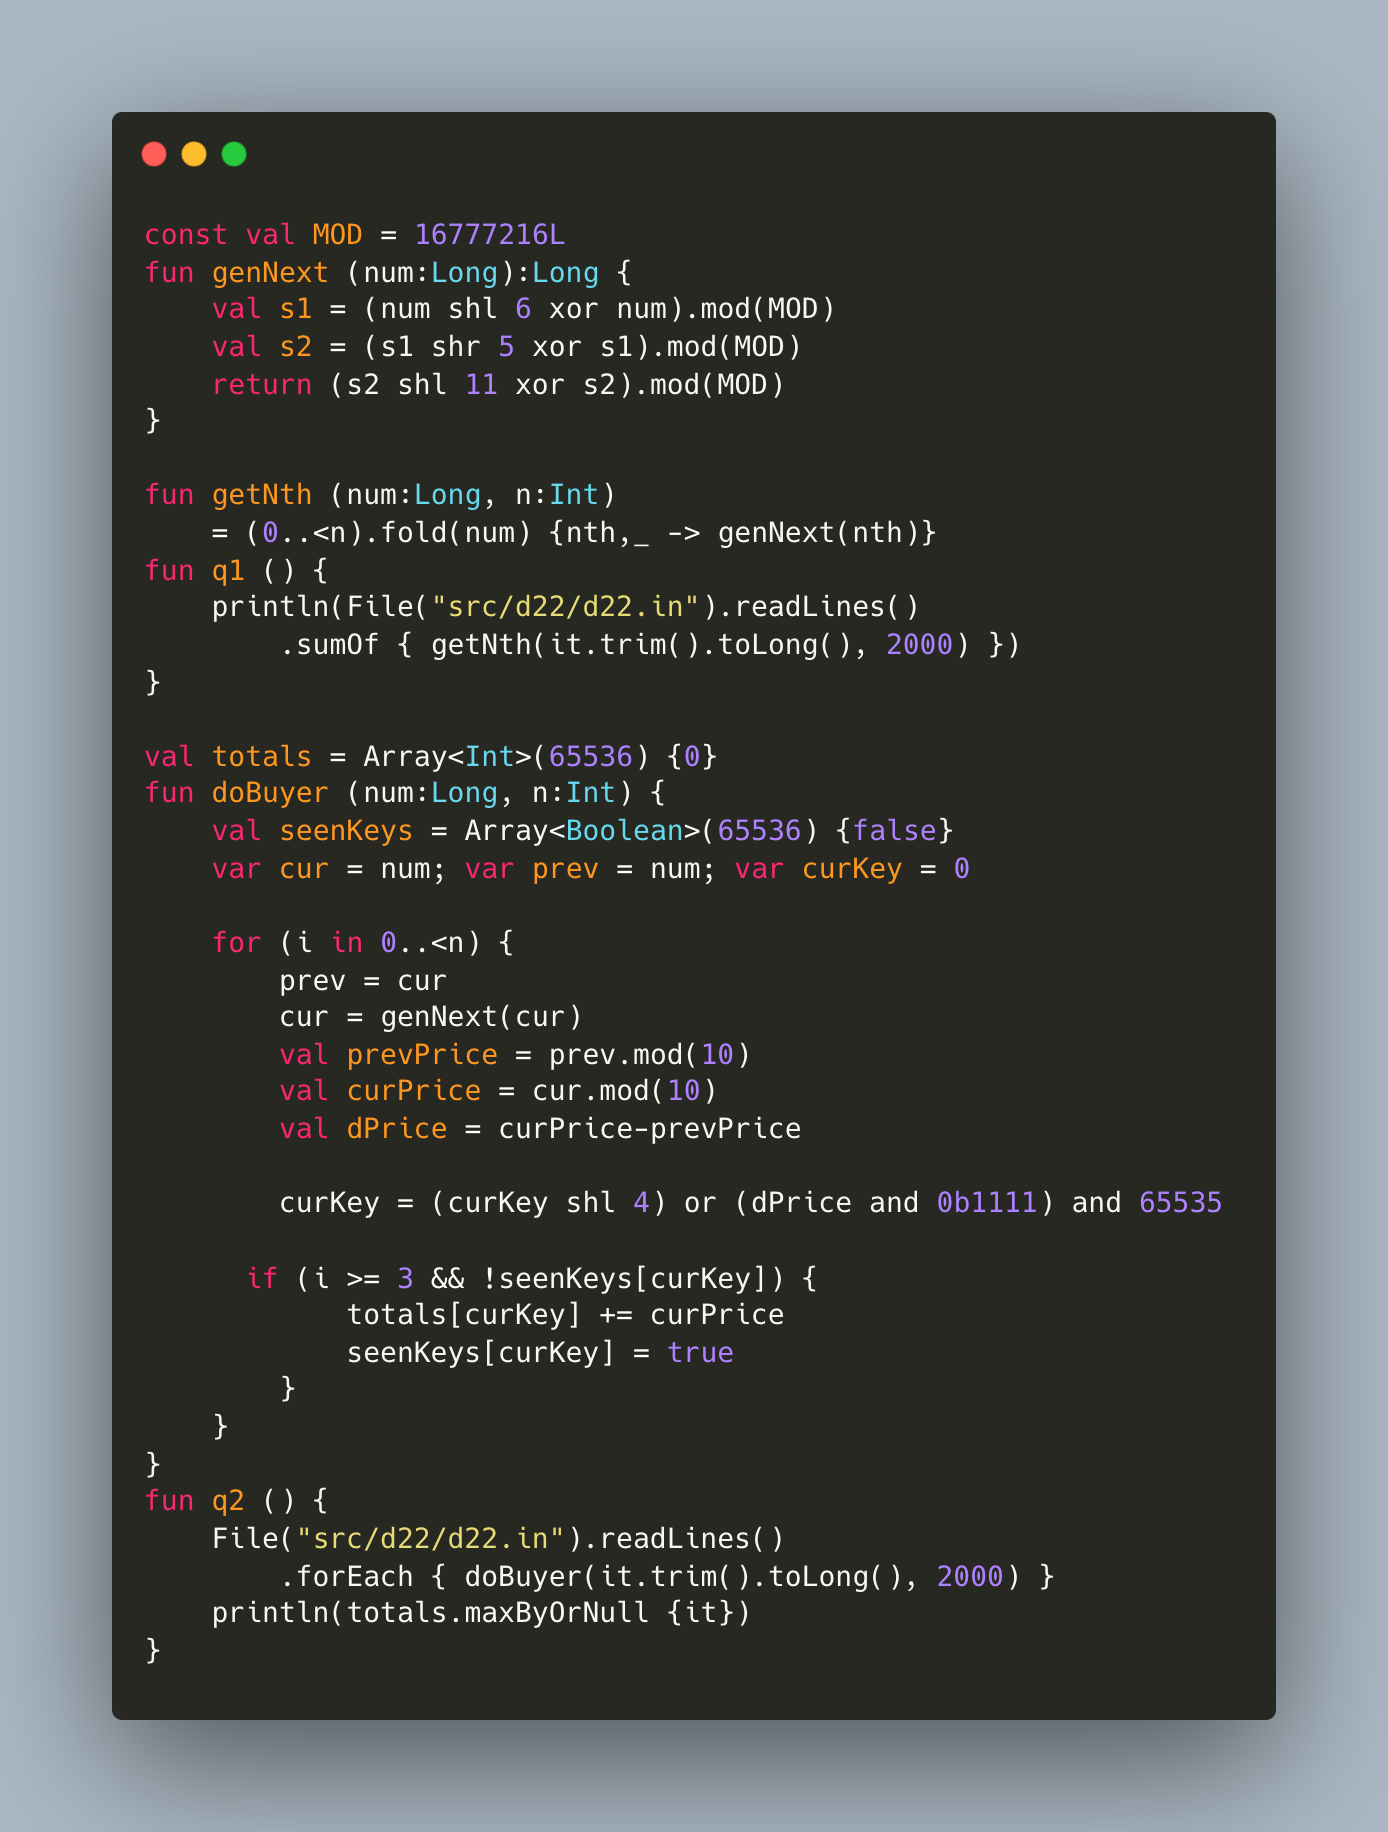 const val MOD = 16777216L
fun genNext (num:Long):Long {
    val s1 = (num shl 6 xor num).mod(MOD)
    val s2 = (s1 shr 5 xor s1).mod(MOD)
    return (s2 shl 11 xor s2).mod(MOD)
}

fun getNth (num:Long, n:Int)
    = (0..<n).fold(num) {nth,_ -> genNext(nth)}
fun q1 () {
    println(File("src/d22/d22.in").readLines()
        .sumOf { getNth(it.trim().toLong(), 2000) })
}

val totals = Array<Int>(65536) {0}
fun doBuyer (num:Long, n:Int) {
    val seenKeys = Array<Boolean>(65536) {false}
    var cur = num; var prev = num; var curKey = 0

    for (i in 0..<n) {
        prev = cur
        cur = genNext(cur)
        val prevPrice = prev.mod(10)
        val curPrice = cur.mod(10)
        val dPrice = curPrice-prevPrice

        curKey = (curKey shl 4) or (dPrice and 0b1111) and 65535

      if (i >= 3 && !seenKeys[curKey]) {
            totals[curKey] += curPrice
            seenKeys[curKey] = true
        }
    }
}
fun q2 () {
    File("src/d22/d22.in").readLines()
        .forEach { doBuyer(it.trim().toLong(), 2000) }
    println(totals.maxByOrNull {it})
}